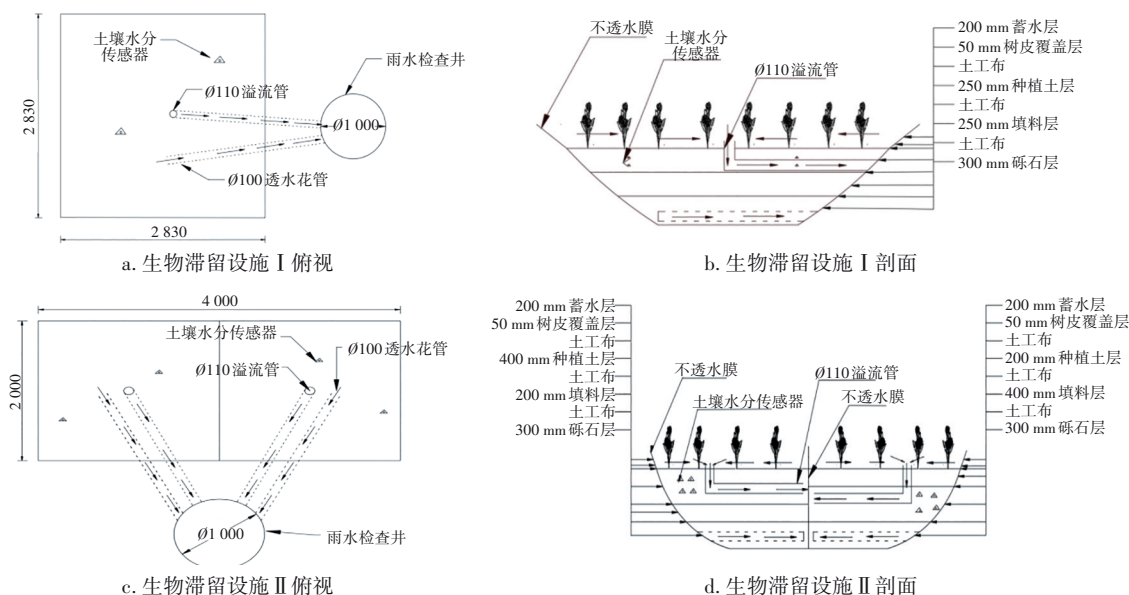 土壤水分
传感器
雨水检查井
Ø110溢流管
Ø1 000
2 830
Ø100透水花管
2 830
a. 生物滞留设施Ⅰ俯视
不透水膜
土壤水分
传感器
Ø110溢流管
200 mm蓄水层
50 mm树皮覆盖层
土工布
250 mm种植土层
土工布
250 mm填料层
土工布
300 mm砾石层
b. 生物滞留设施Ⅰ剖面
4 000
土壤水分传感器
Ø100透水花管
Ø110溢流管
2 000
Ø1 000
雨水检查井
c. 生物滞留设施Ⅱ俯视
200 mm蓄水层
50 mm树皮覆盖层
土工布
400 mm种植土层
土工布
200 mm填料层
土工布
300 mm砾石层
不透水膜
土壤水分传感器
Ø110溢流管
不透水膜
200 mm蓄水层
50 mm树皮覆盖层
土工布
200 mm种植土层
土工布
400 mm填料层
土工布
300 mm砾石层
d. 生物滞留设施Ⅱ剖面